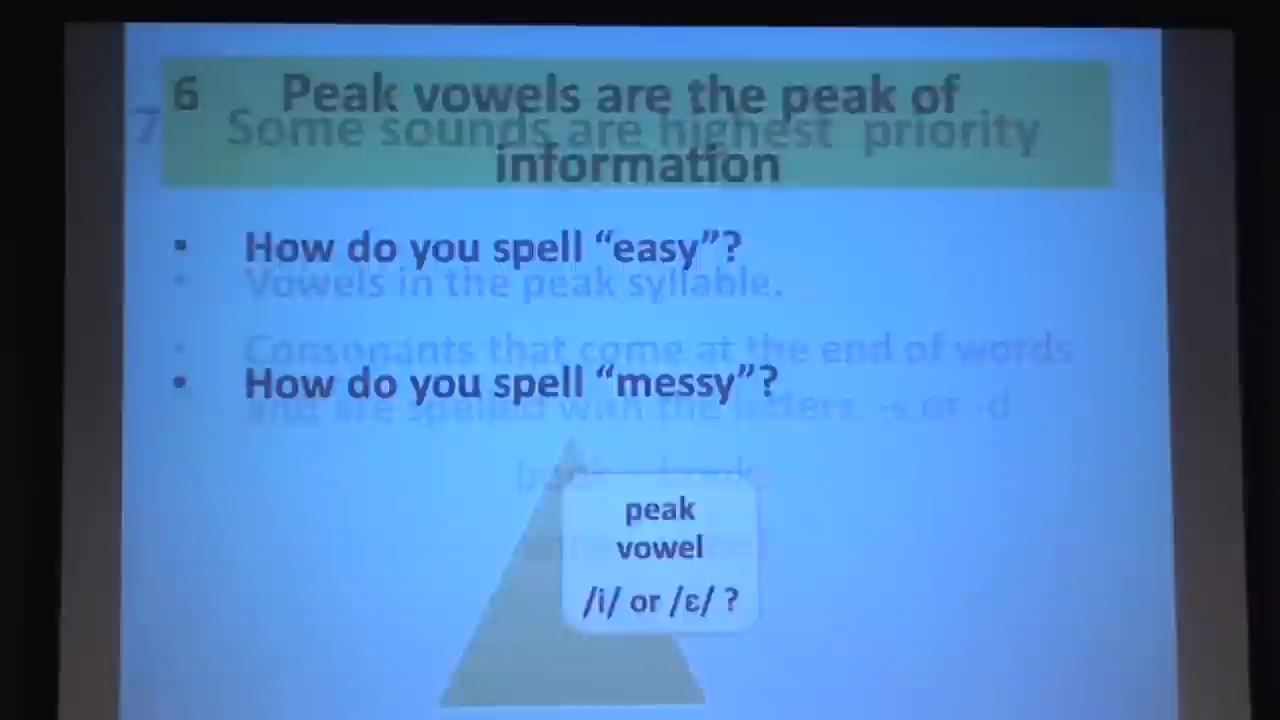 6 Peak vowels are the peak of
7 Some sounds are highest priority
information
• How do you spell “easy”?
• Vowels in the peak syllable.
• Consonants that come at the end of words
• How do you spell “messy”?
and are spelled with the letters -s or -d
peak
vowel
/i/ or /ɛ/ ?